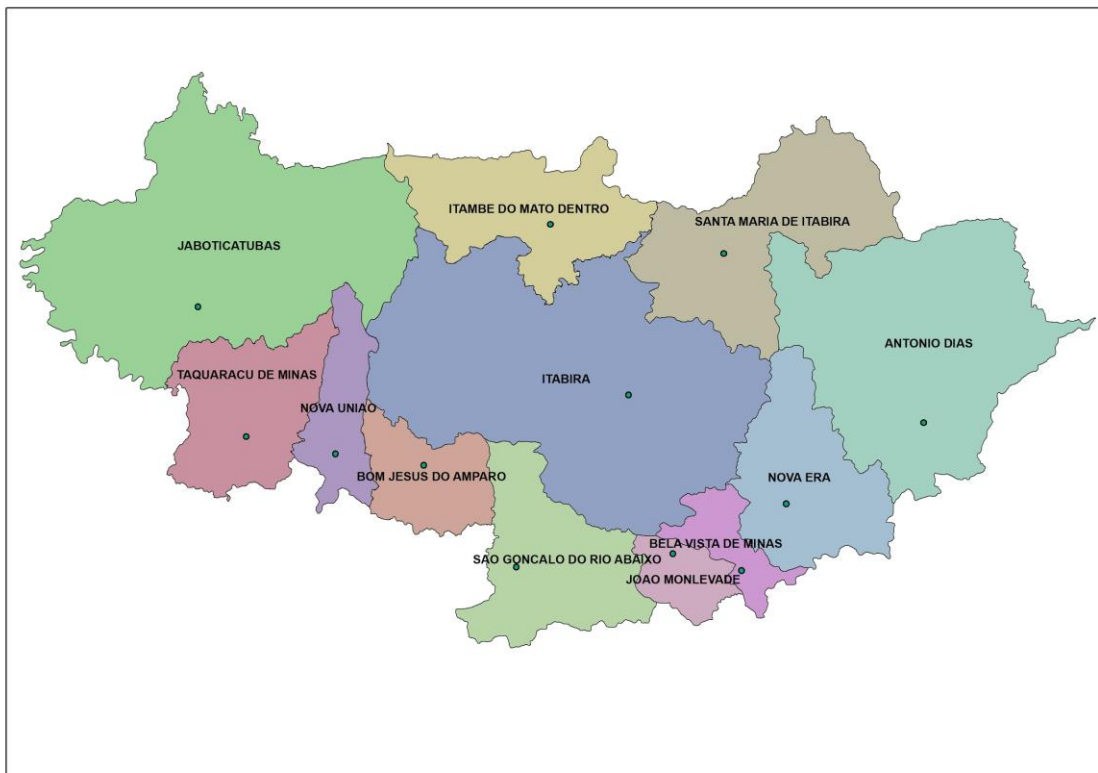 ITAMBE DO MATO DENTRO
SANTA MARIA DE ITABIRA
JABOTICATUBAS
ANTONIO DIAS
TAQUARACU DE MINAS
ITABIRA
NOVA UNIAO
BOM JESUS DO AMPARO
NOVA ERA
BELA VISTA DE MINAS
SAO GONCALO DO RIO ABAIXO
JOAO MONLEVADE